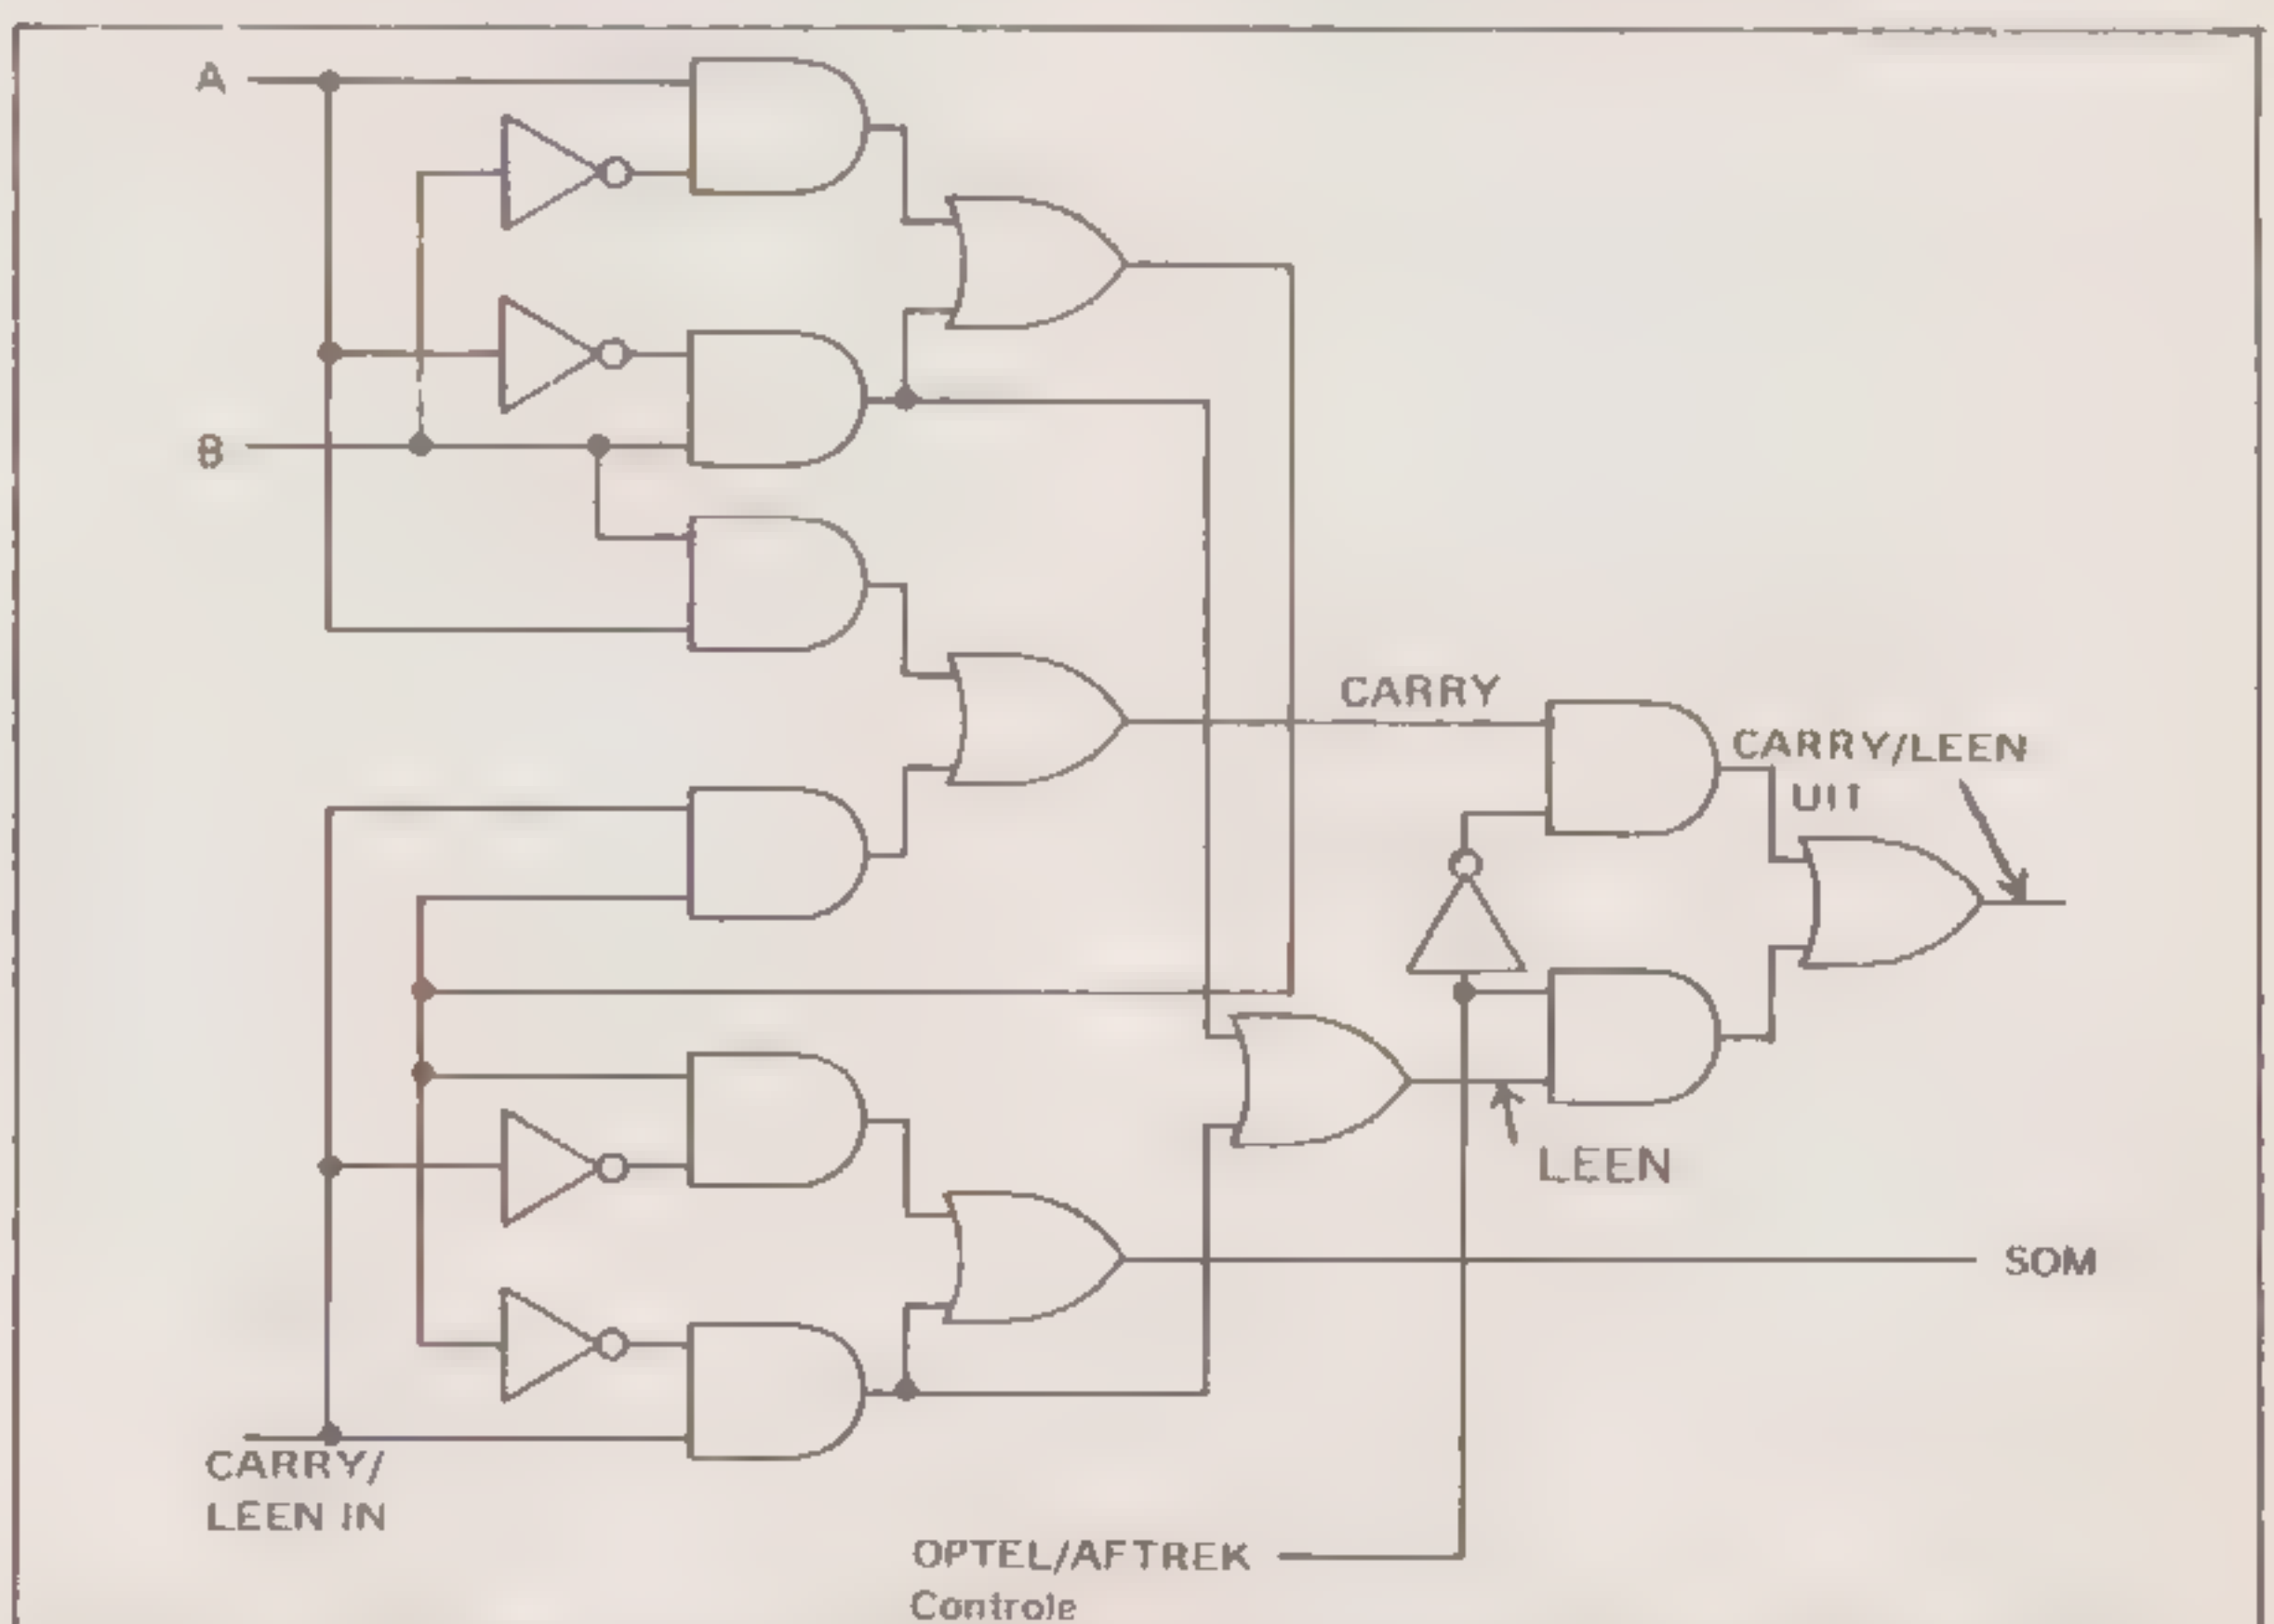 A
B
CARRY
CARRY/LEEN
UIT
LEEN
SOM
CARRY/
LEEN IN
OPTEL/AFTREK
Controle